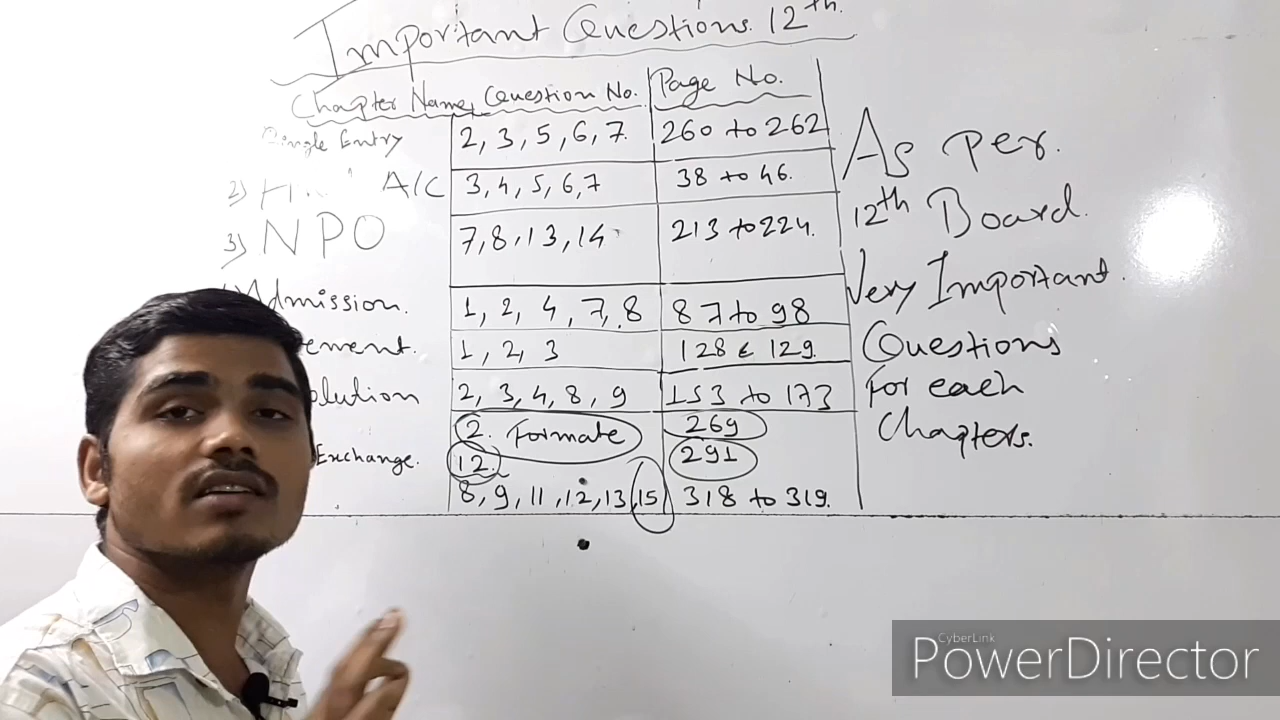 Important Questions 12th.
Chapter Name, Question No. Page No.
Single Entry 2, 3, 5, 6, 7. 260 to 262
2) A/C 3, 4, 5, 6, 7 38 to 46.
3) NPO 7, 8, 13, 14 213 to 224.
Admission. 1, 2, 4, 7, 8 87 to 98
ement. 1, 2, 3 128 & 129.
olution 2, 3, 4, 8, 9 153 to 173
2. Formate 269
Exchange. 12. 291
8, 9, 11, 12, 13, 15 318 to 319.
As per.
12th Board.
Very Important.
Questions
For each
Chapters.
CyberLink
PowerDirector